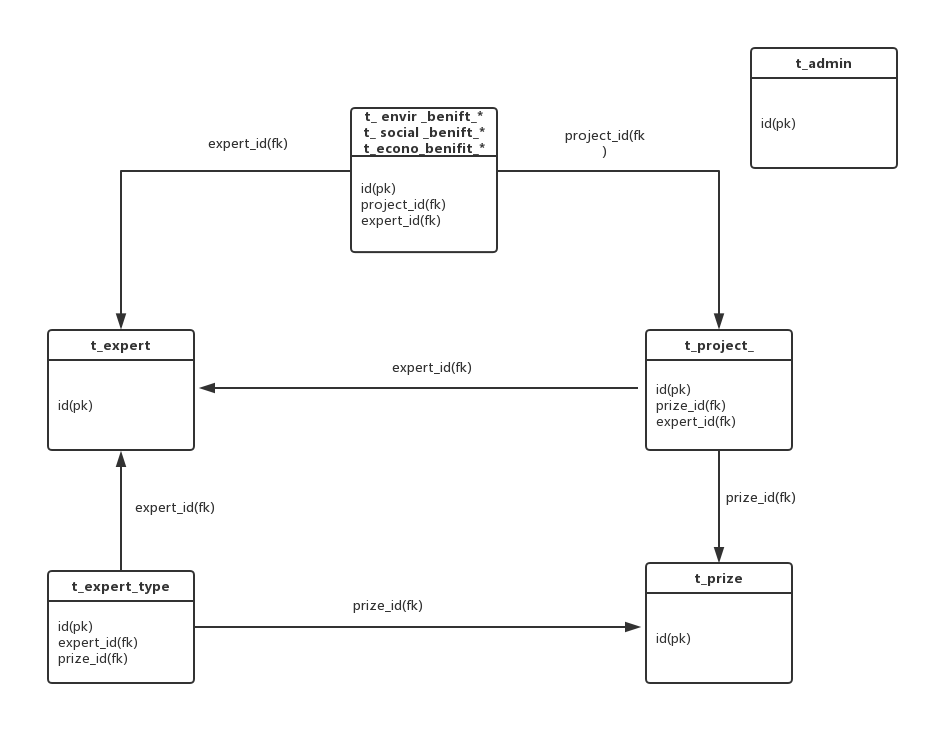 t_admin
id(pk)
t_ envir _benift_*
t_ social _benift_*
t_econo_benifit_*
id(pk)
project_id(fk)
expert_id(fk)
expert_id(fk)
project_id(fk
)
t_expert
id(pk)
expert_id(fk)
t_project_
id(pk)
prize_id(fk)
expert_id(fk)
expert_id(fk)
prize_id(fk)
t_expert_type
id(pk)
expert_id(fk)
prize_id(fk)
prize_id(fk)
t_prize
id(pk)